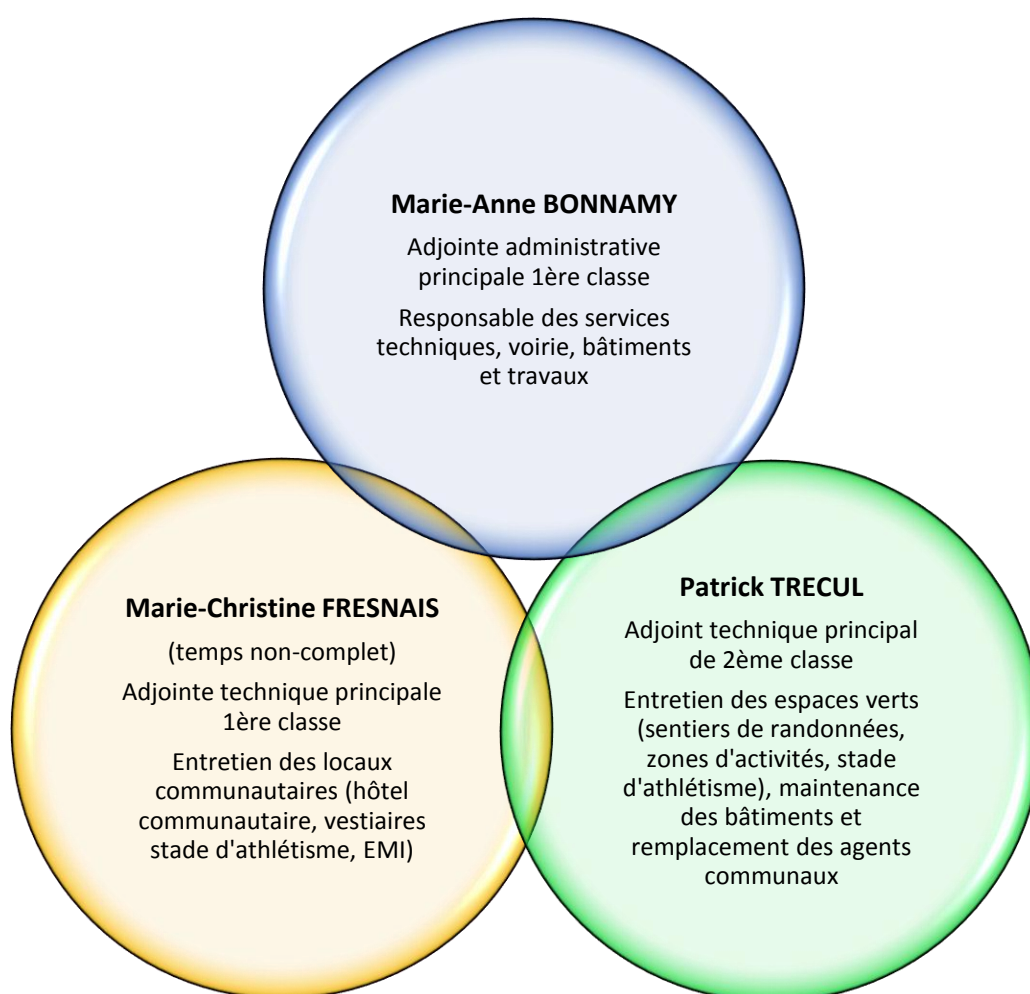 Marie-Anne BONNAMY
Adjointe administrative
principale 1ère classe
Responsable des services
techniques, voirie, bâtiments
et travaux
Marie-Christine FRESNAIS
(temps non-complet)
Adjointe technique principale
1ère classe
Entretien des locaux
communautaires (hôtel
communautaire, vestiaires
stade d'athlétisme, EMI)
Patrick TRECUL
Adjoint technique principal
de 2ème classe
Entretien des espaces verts
(sentiers de randonnées,
zones d'activités, stade
d'athlétisme), maintenance
des bâtiments et
remplacement des agents
communaux